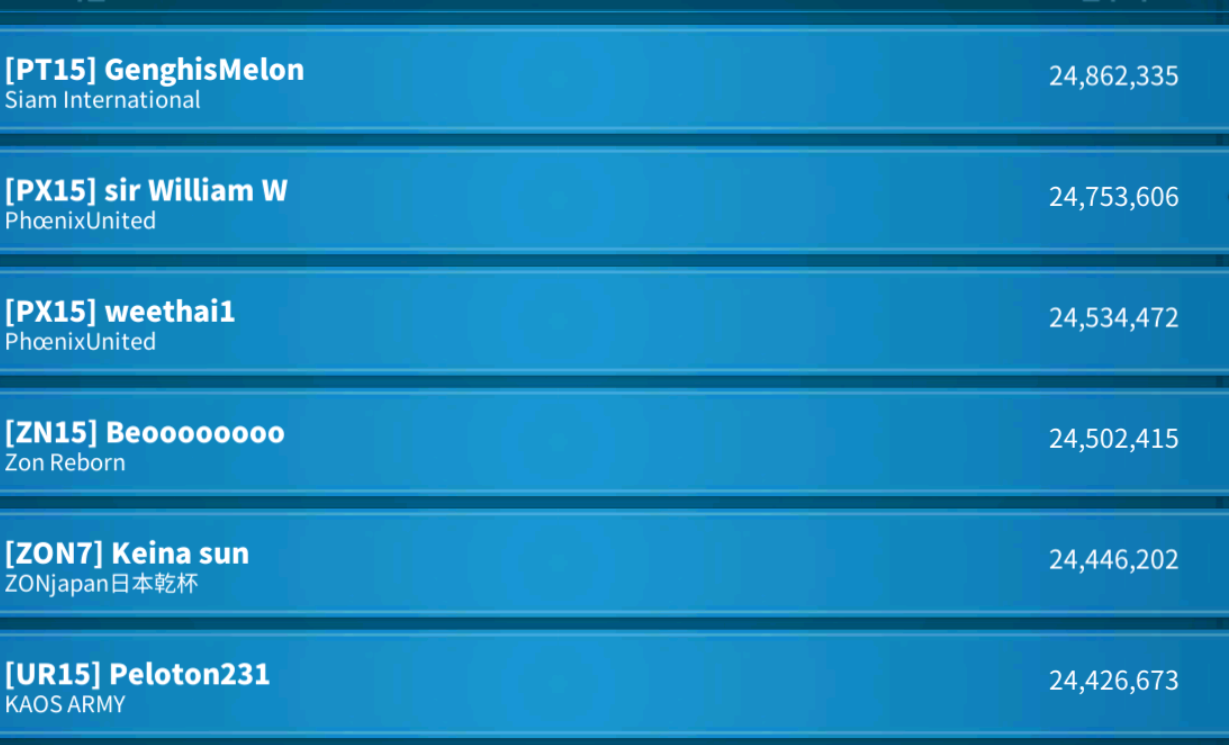 [PT15] GenghisMelon
Siam International
24,862,335
[PX15] sir William W
PhœnixUnited
24,753,606
[PX15] weethai1
PhœnixUnited
24,534,472
[ZN15] Beoooooooo
Zon Reborn
24,502,415
[ZON7] Keina sun
ZONjapan日本乾杯
24,446,202
[UR15] Peloton231
KAOS ARMY
24,426,673